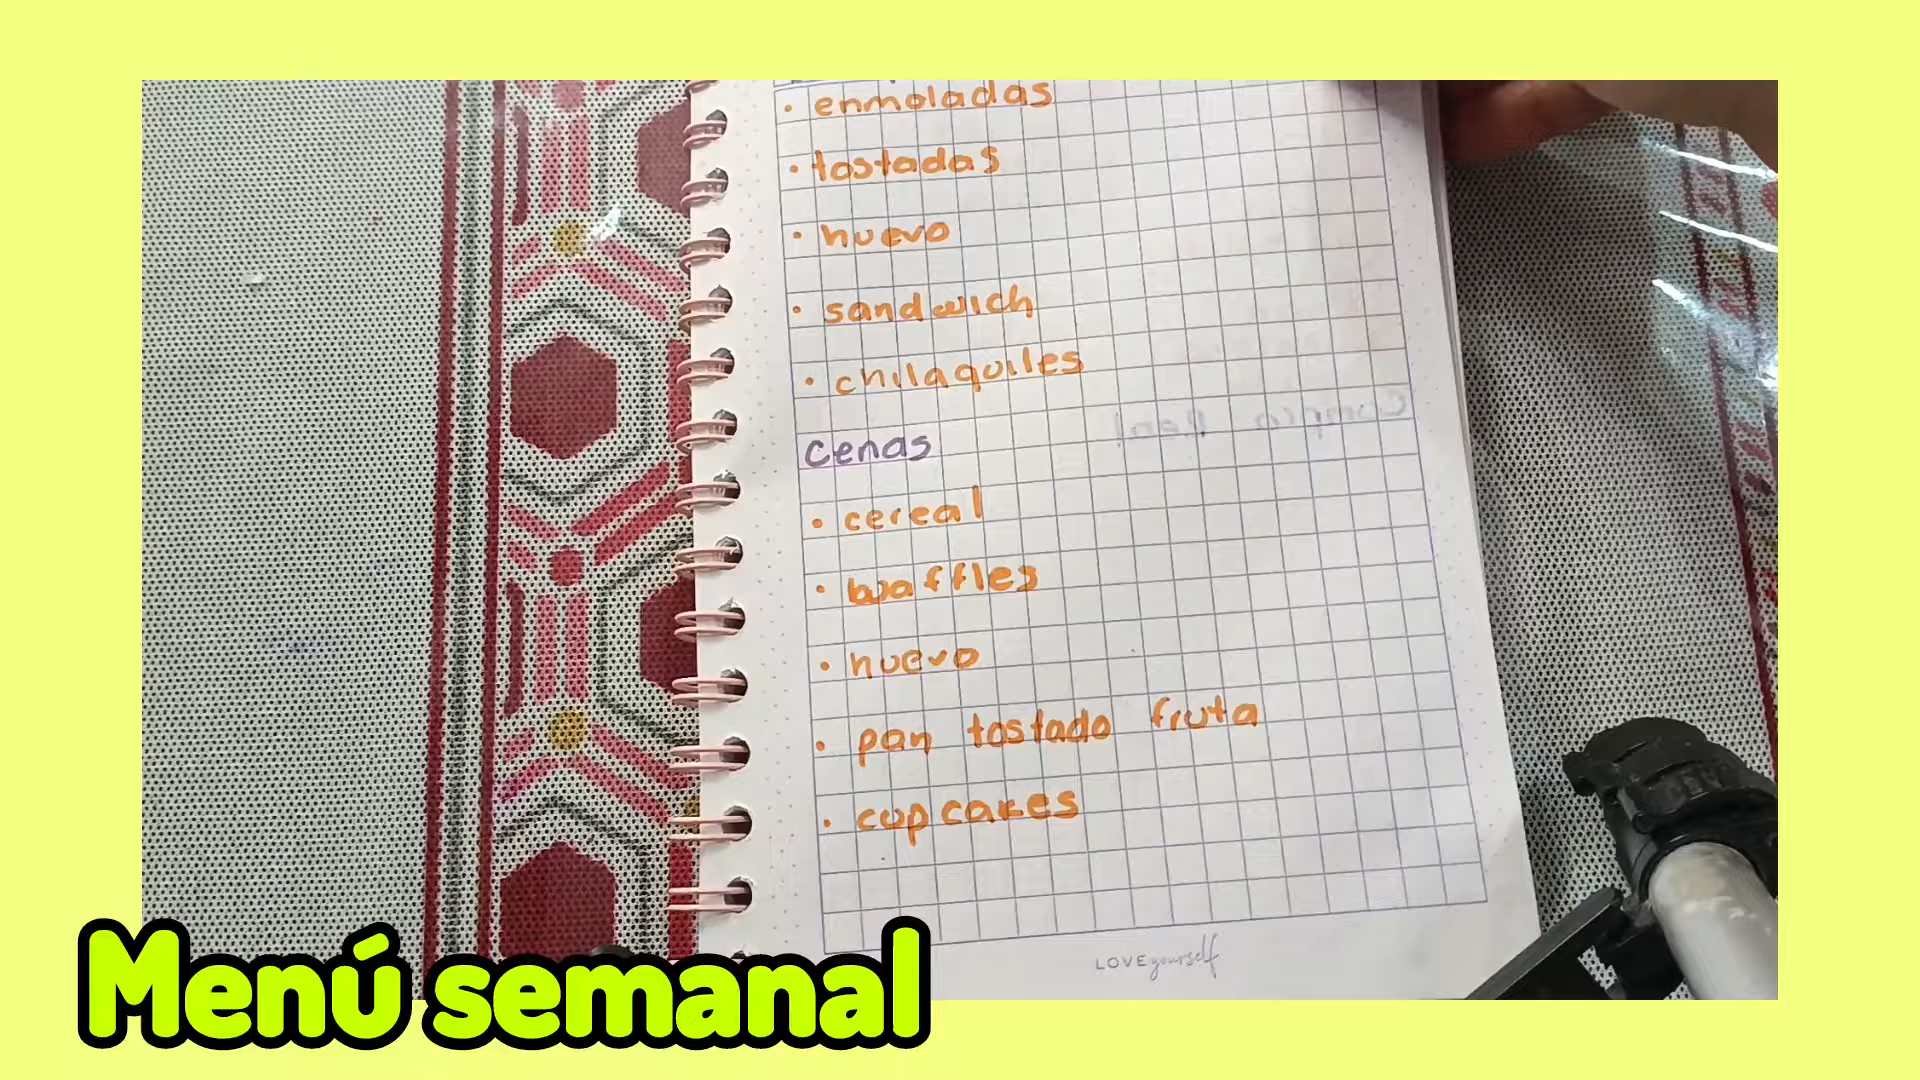 • enmoladas
• tostadas
• huevo
• sandwich
• chilaquiles
Cenas
• cereal
• waffles
• huevo
• pan tostado fruta
• cupcakes
LOVE yourself
Menú semanal